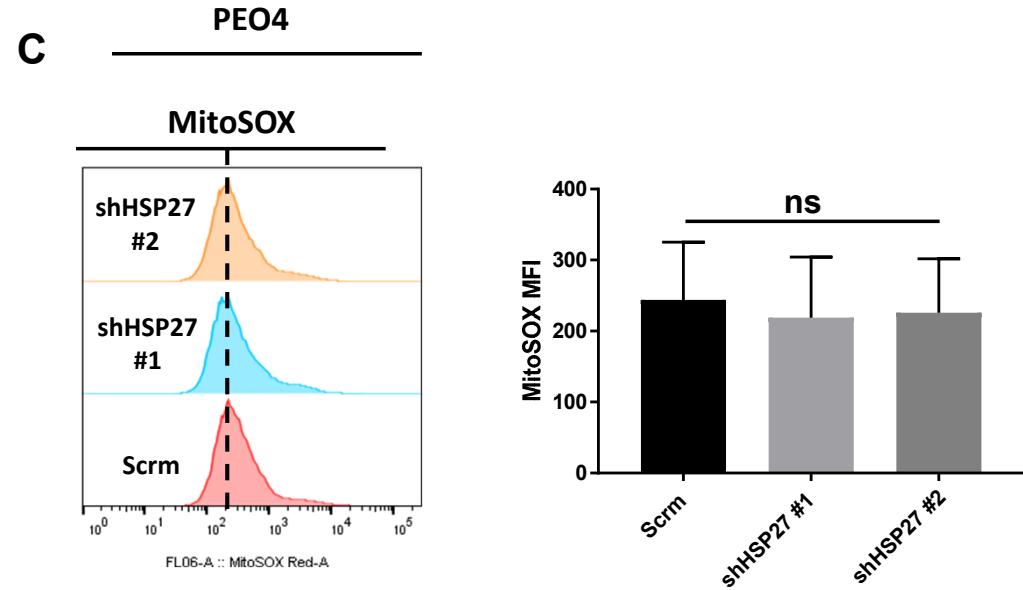 C
PEO4
MitoSOX
shHSP27
#2
shHSP27
#1
Scrm
10^0 10^1 10^2 10^3 10^4 10^5
FL06-A :: MitoSOX Red-A
MitoSOX MFI
400
300
200
100
0
ns
Scrm
shHSP27 #1
shHSP27 #2